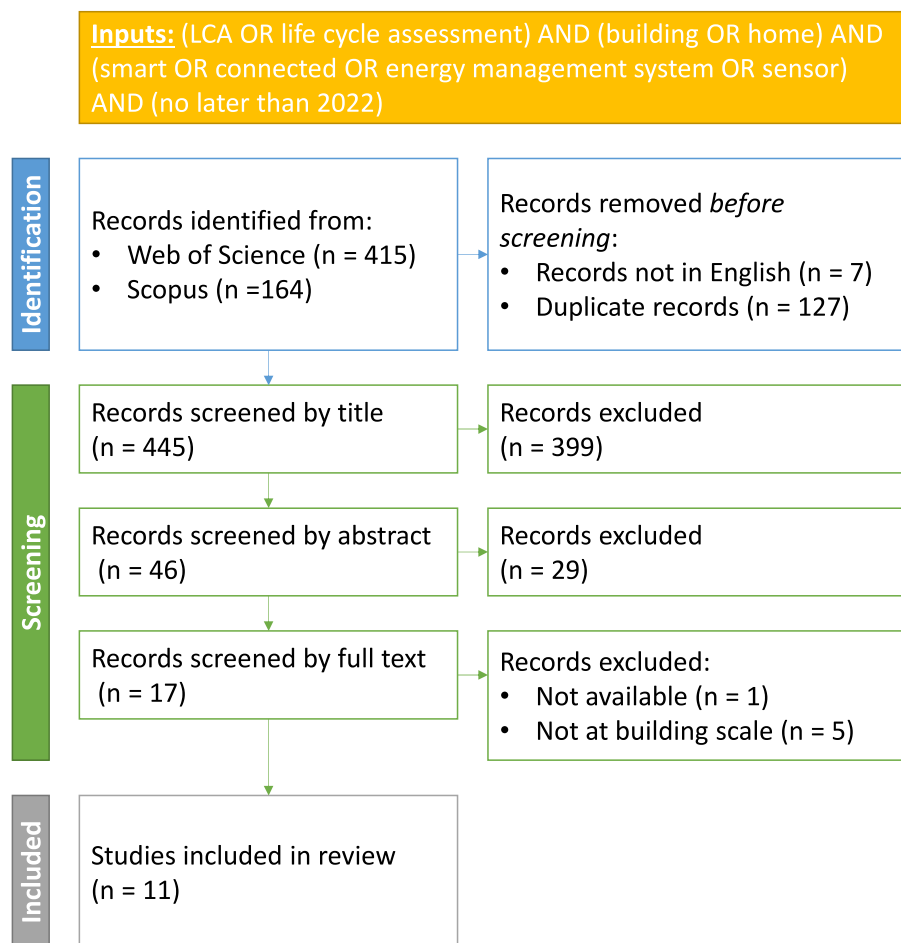 Inputs: (LCA OR life cycle assessment) AND (building OR home) AND
(smart OR connected OR energy management system OR sensor)
AND (no later than 2022)
Identification
Records identified from:
• Web of Science (n = 415)
• Scopus (n =164)
Records removed before
screening:
• Records not in English (n = 7)
• Duplicate records (n = 127)
Screening
Records screened by title
(n = 445)
Records excluded
(n = 399)
Records screened by abstract
(n = 46)
Records excluded
(n = 29)
Records screened by full text
(n = 17)
Records excluded:
• Not available (n = 1)
• Not at building scale (n = 5)
Included
Studies included in review
(n = 11)